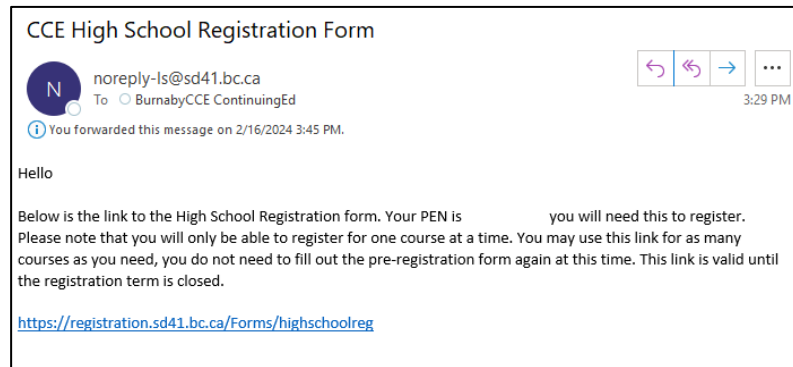 CCE High School Registration Form
N
noreply-ls@sd41.bc.ca
To BurnabyCCE ContinuingEd
3:29 PM
You forwarded this message on 2/16/2024 3:45 PM.
Hello
Below is the link to the High School Registration form. Your PEN is you will need this to register.
Please note that you will only be able to register for one course at a time. You may use this link for as many
courses as you need, you do not need to fill out the pre-registration form again at this time. This link is valid until
the registration term is closed.
https://registration.sd41.bc.ca/Forms/highschoolreg